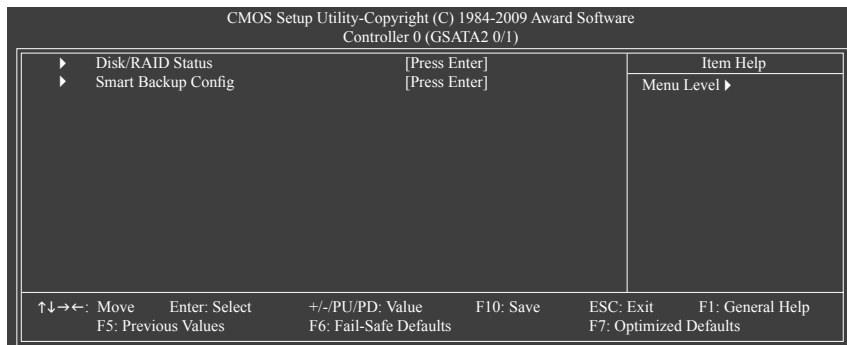 CMOS Setup Utility-Copyright (C) 1984-2009 Award Software
Controller 0 (GSATA2 0/1)
▶ Disk/RAID Status [Press Enter]
▶ Smart Backup Config [Press Enter]
Item Help
Menu Level ▶
↑↓→←: Move Enter: Select +/-/PU/PD: Value F10: Save ESC: Exit F1: General Help
F5: Previous Values F6: Fail-Safe Defaults F7: Optimized Defaults